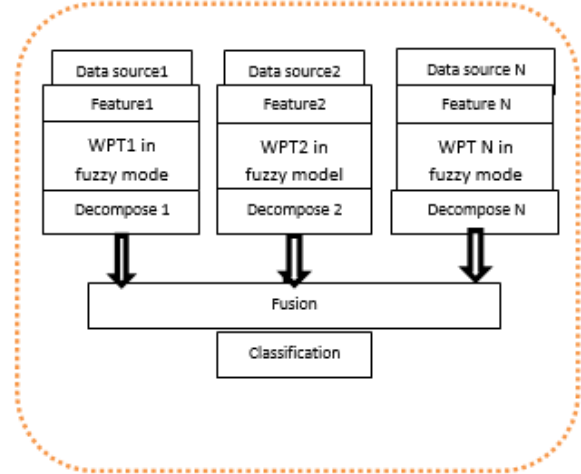 Data source1
Feature1
WPT1 in
fuzzy mode
Decompose 1
Data source2
Feature2
WPT2 in
fuzzy model
Decompose 2
Data source N
Feature N
WPT N in
fuzzy mode
Decompose N
Fusion
Classification